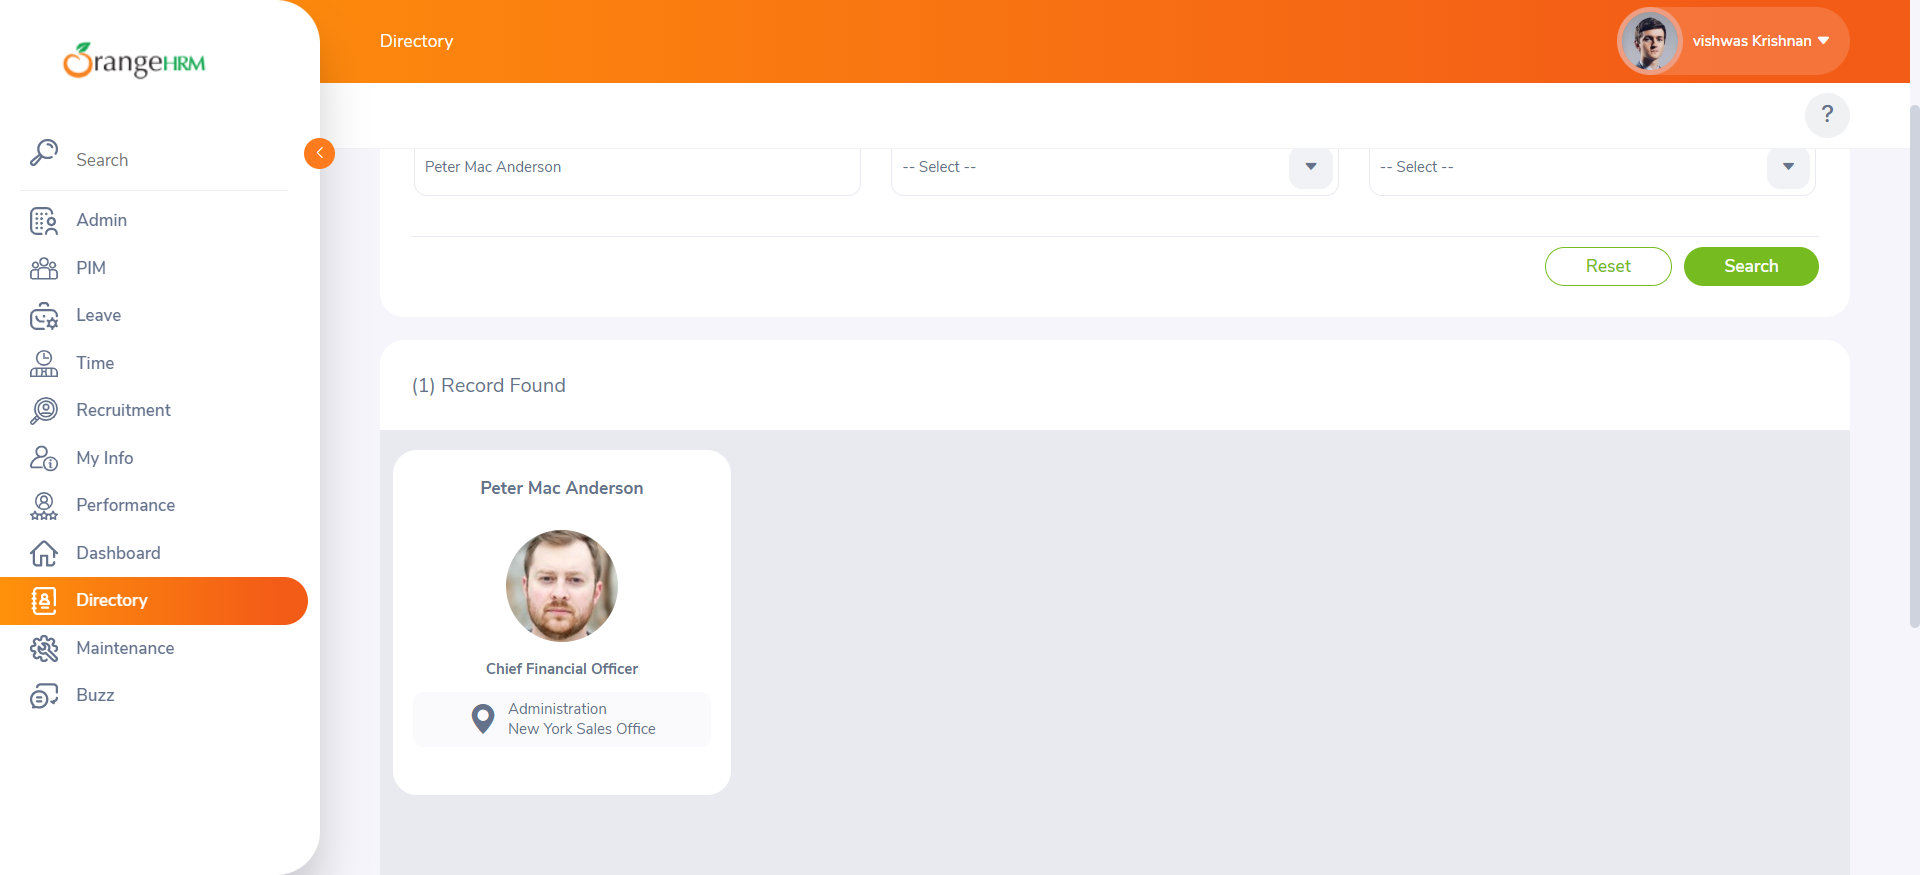 OrangeHRM
Directory
vishwas Krishnan
?
Search
Admin
PIM
Leave
Time
Recruitment
My Info
Performance
Dashboard
Directory
Maintenance
Buzz
Peter Mac Anderson
-- Select --
-- Select --
Reset
Search
(1) Record Found
Peter Mac Anderson
Chief Financial Officer
Administration
New York Sales Office